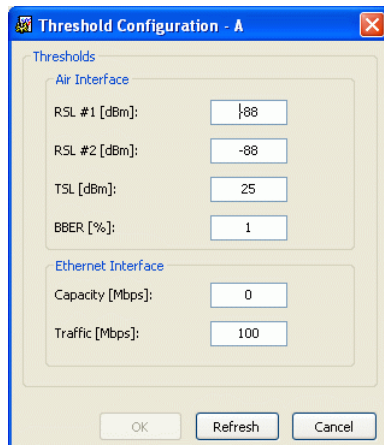 Threshold Configuration - A
Thresholds
Air Interface
RSL #1 [dBm]: -88
RSL #2 [dBm]: -88
TSL [dBm]: 25
BBER [%]: 1
Ethernet Interface
Capacity [Mbps]: 0
Traffic [Mbps]: 100
OK Refresh Cancel